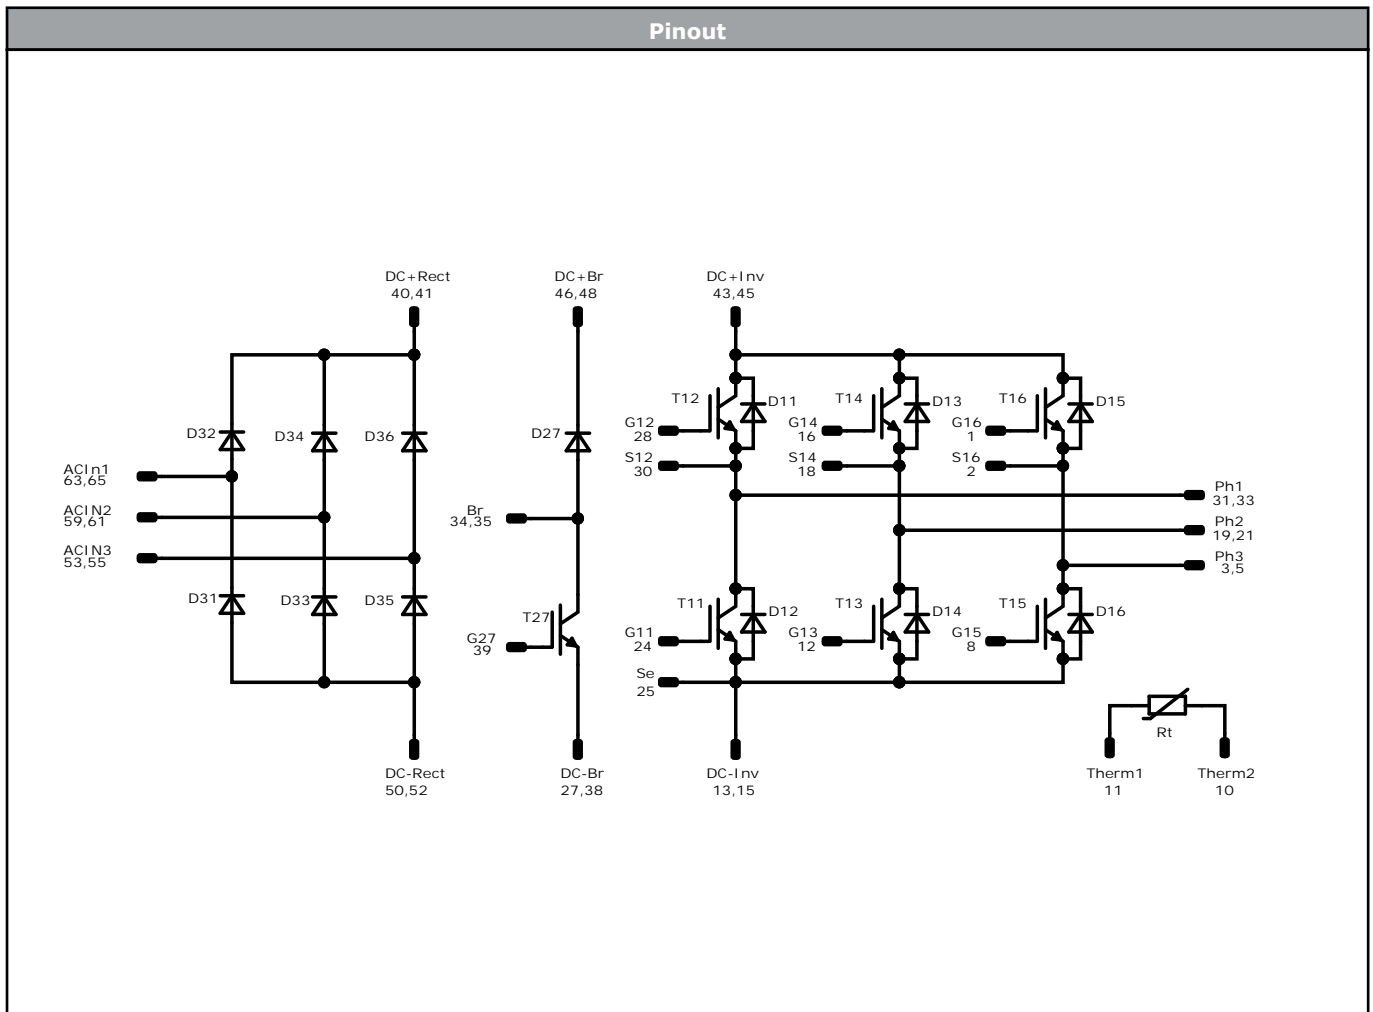 Pinout
DC+Rect
40,41
DC+Br
46,48
DC+Inv
43,45
T12
D11
T14
D13
T16
D15
G12
28
G14
16
G16
1
D32
D34
D36
D27
S12
30
S14
18
S16
2
ACIn1
63,65
ACIN2
59,61
ACIN3
53,55
Br
34,35
Ph1
31,33
Ph2
19,21
Ph3
3,5
D31
D33
D35
T27
G27
39
T11
D12
T13
D14
T15
D16
G11
24
G13
12
G15
8
Se
25
Rt
DC-Rect
50,52
DC-Br
27,38
DC-Inv
13,15
Therm1
11
Therm2
10